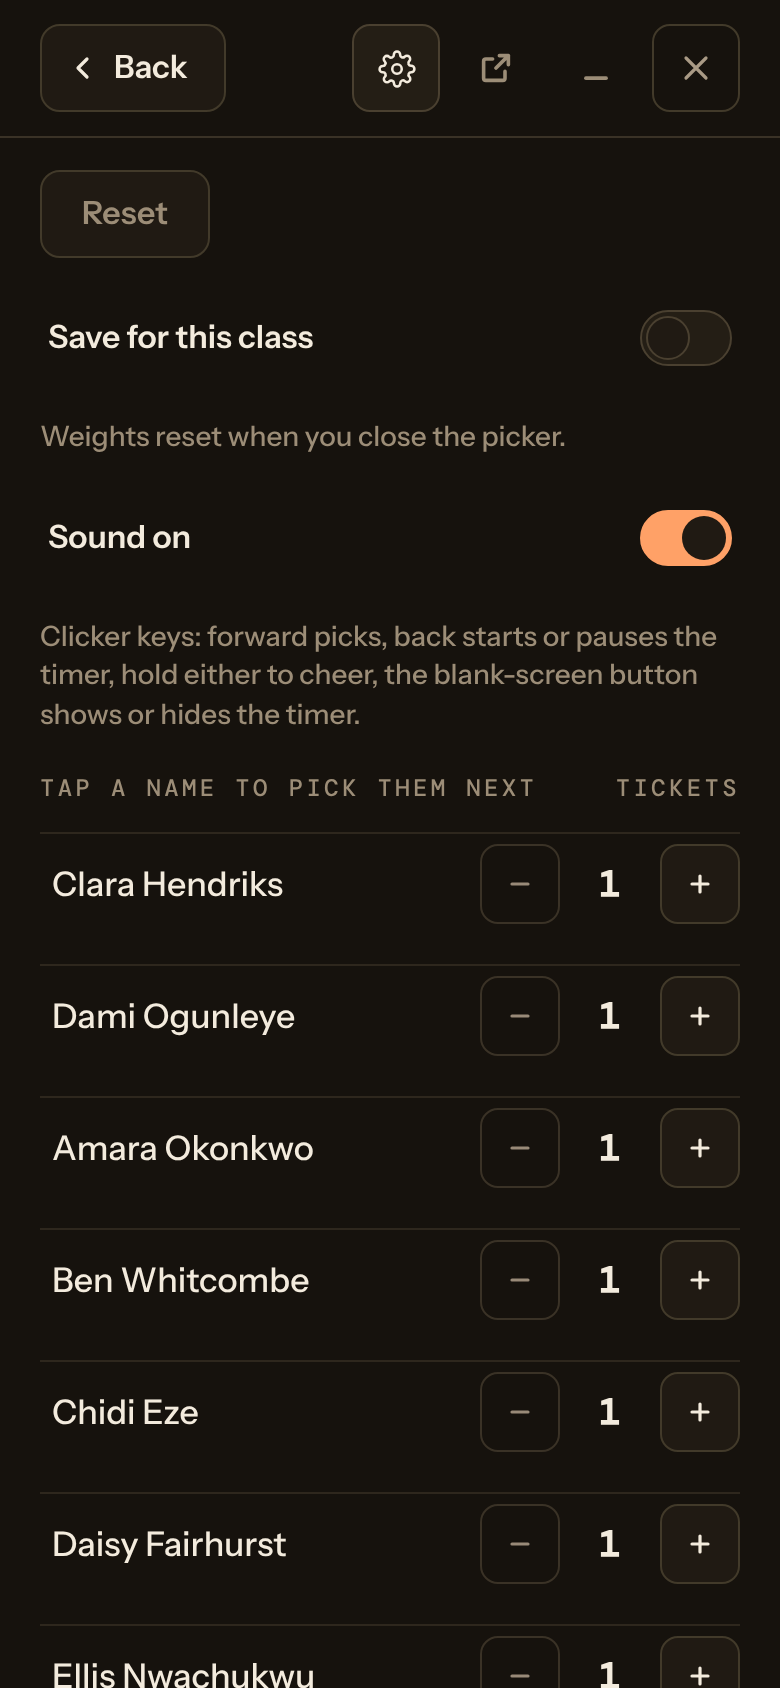 Back
Reset
Save for this class
Weights reset when you close the picker.
Sound on
Clicker keys: forward picks, back starts or pauses the
timer, hold either to cheer, the blank-screen button
shows or hides the timer.
TAP A NAME TO PICK THEM NEXT TICKETS
Clara Hendriks − 1 +
Dami Ogunleye − 1 +
Amara Okonkwo − 1 +
Ben Whitcombe − 1 +
Chidi Eze − 1 +
Daisy Fairhurst − 1 +
Ellis Nwachukwu − 1 +